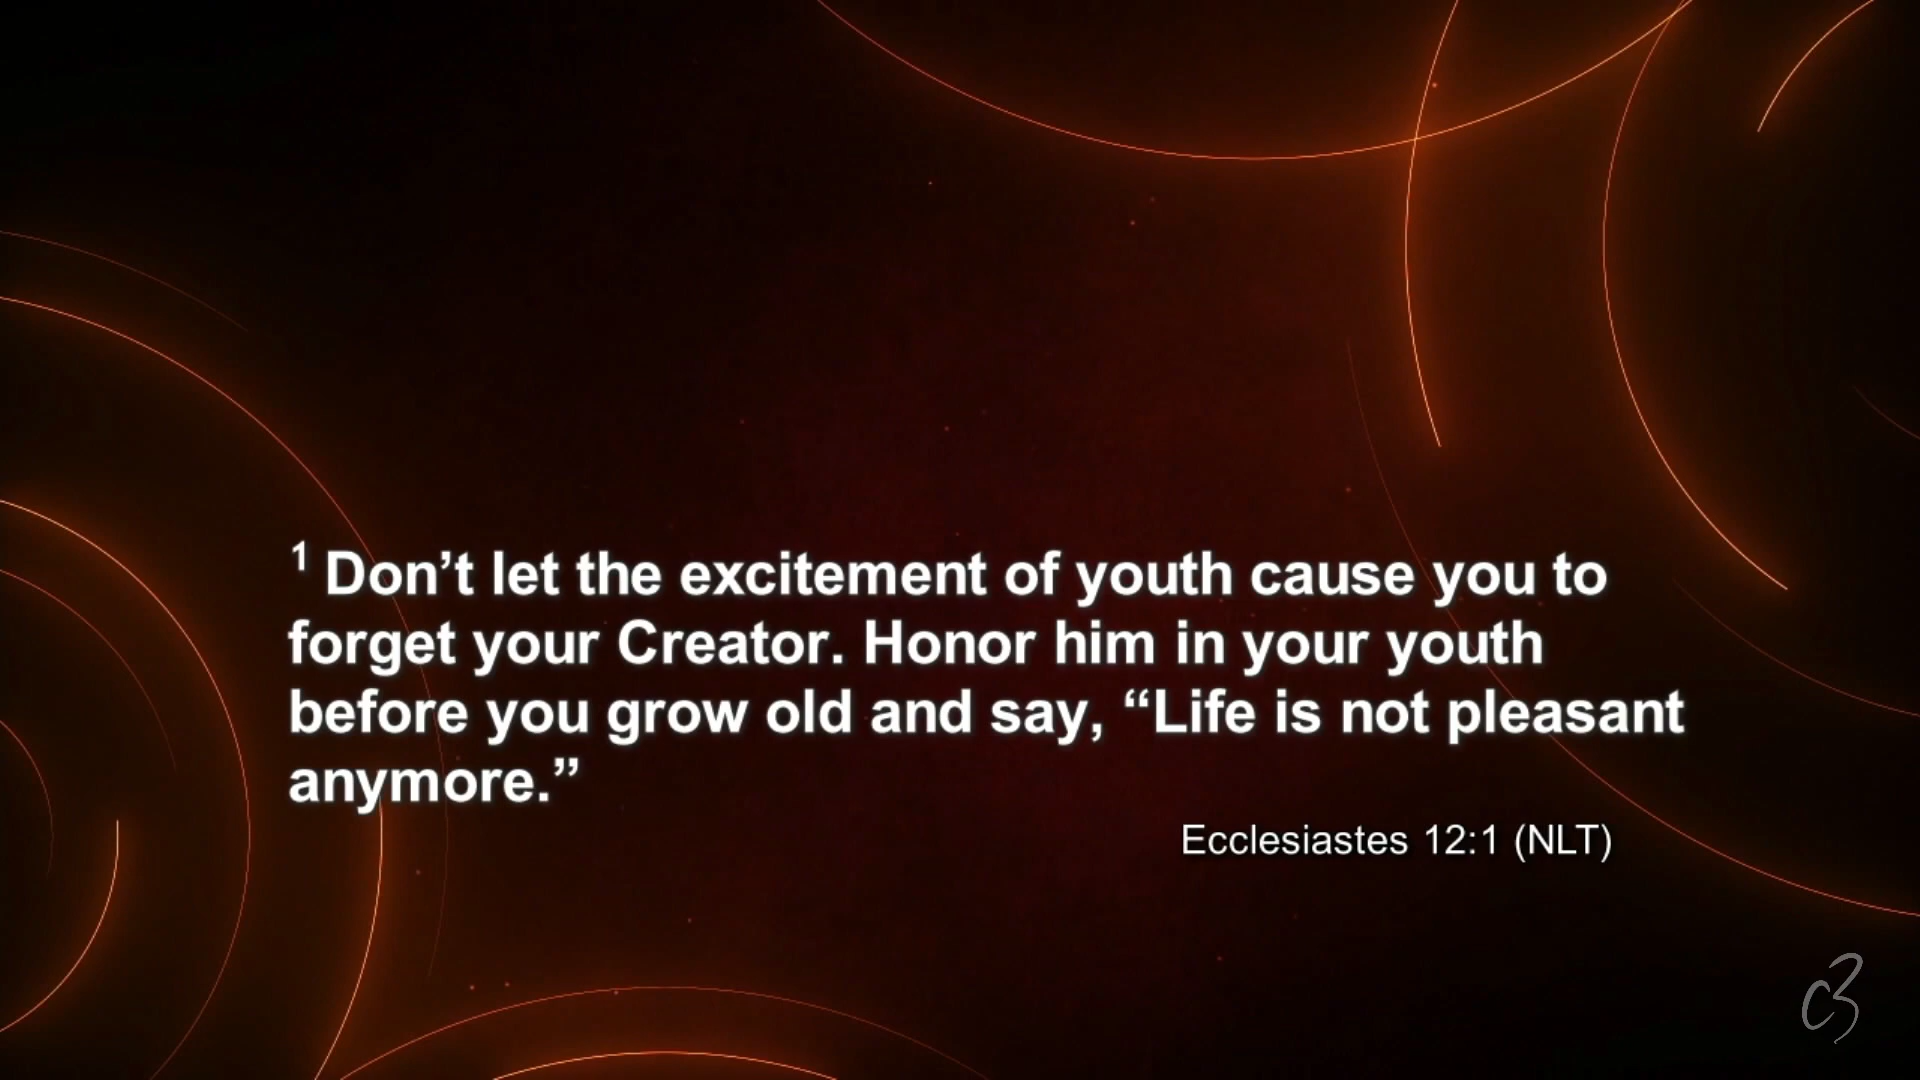 1 Don’t let the excitement of youth cause you to
forget your Creator. Honor him in your youth
before you grow old and say, “Life is not pleasant
anymore.”
Ecclesiastes 12:1 (NLT)
c3